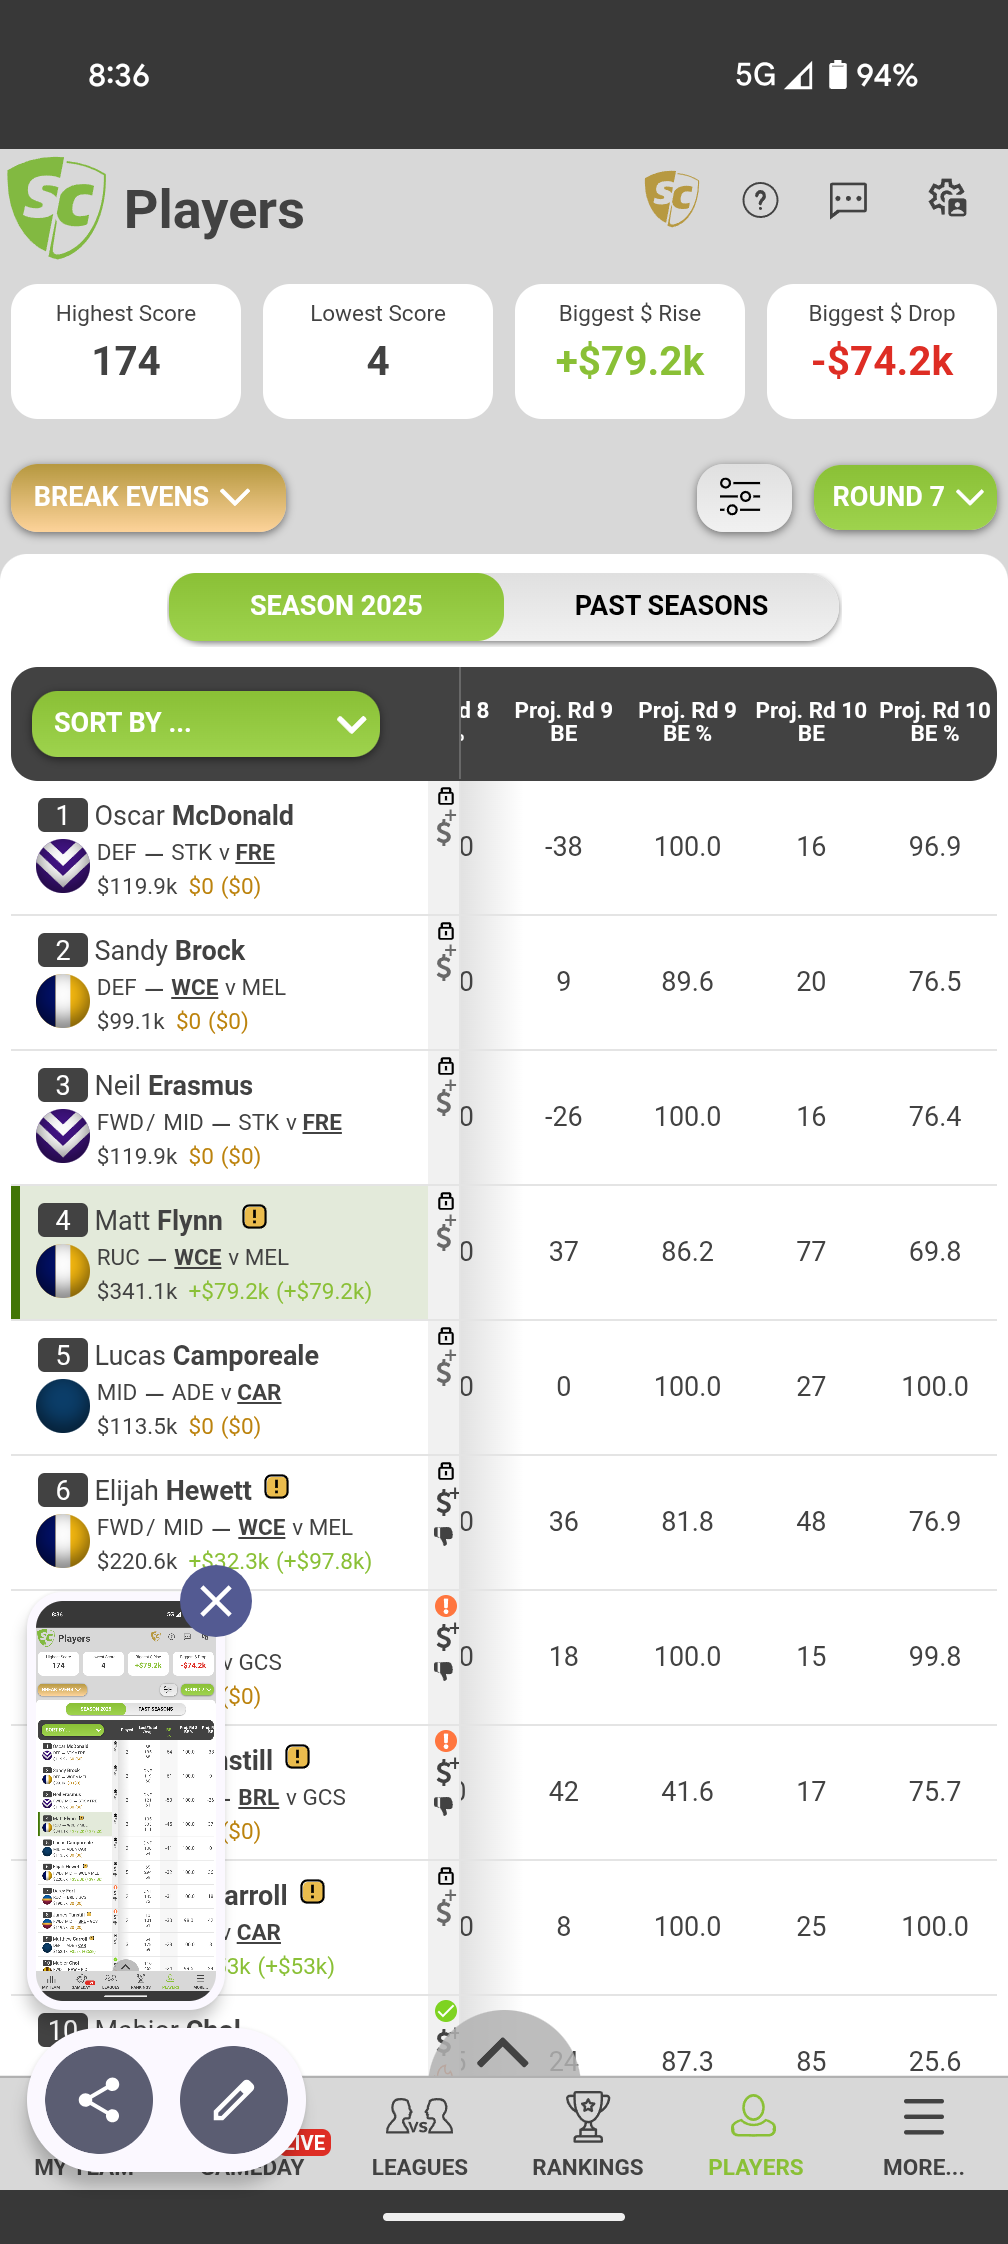 8:36
5G 94%
SC Players SC ?
Highest Score
174
Lowest Score
4
Biggest $ Rise
+$79.2k
Biggest $ Drop
-$74.2k
BREAK EVENS
ROUND 7
SEASON 2025
PAST SEASONS
SORT BY ...
d 8 Proj. Rd 9 BE
Proj. Rd 9 BE %
Proj. Rd 10 BE
Proj. Rd 10 BE %
1 Oscar McDonald
DEF — STK v FRE
$119.9k $0 ($0)
$+ 0 -38 100.0 16 96.9
2 Sandy Brock
DEF — WCE v MEL
$99.1k $0 ($0)
$+ 0 9 89.6 20 76.5
3 Neil Erasmus
FWD/ MID — STK v FRE
$119.9k $0 ($0)
$+ 0 -26 100.0 16 76.4
4 Matt Flynn !
RUC — WCE v MEL
$341.1k +$79.2k (+$79.2k)
$+ 0 37 86.2 77 69.8
5 Lucas Camporeale
MID — ADE v CAR
$113.5k $0 ($0)
$+ 0 0 100.0 27 100.0
6 Elijah Hewett !
FWD/ MID — WCE v MEL
$220.6k +$32.3k (+$97.8k)
$+ 0 36 81.8 48 76.9
v GCS
($0)
! $+ 0 18 100.0 15 99.8
still !
— BRL v GCS
($0)
! $+ 42 41.6 17 75.7
arroll !
v CAR
3k (+$53k)
$+ 0 8 100.0 25 100.0
10 Mabior Chol
$+ 24 87.3 85 25.6
MY TEAM
GAMEDAY
LIVE
VS
LEAGUES
RANKINGS
PLAYERS
MORE...
8:36
Players